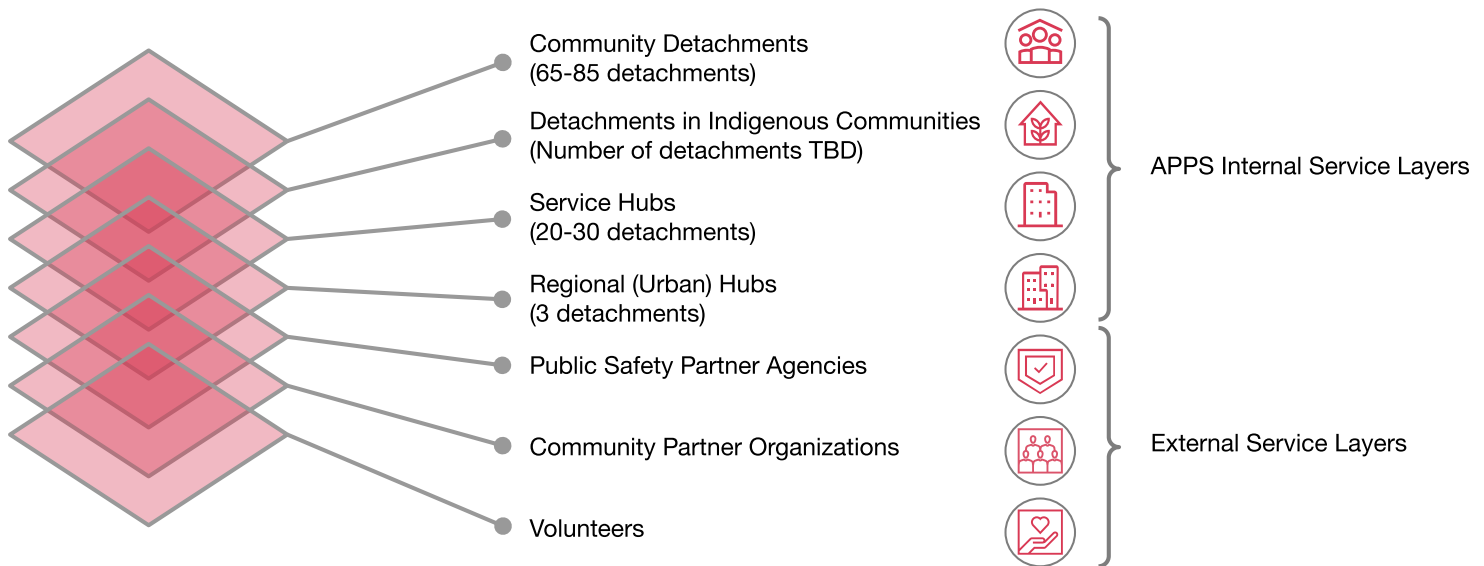 Community Detachments
(65-85 detachments)
Detachments in Indigenous Communities
(Number of detachments TBD)
Service Hubs
(20-30 detachments)
Regional (Urban) Hubs
(3 detachments)
APPS Internal Service Layers
Public Safety Partner Agencies
Community Partner Organizations
Volunteers
External Service Layers